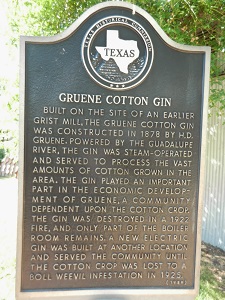 TEXAS HISTORICAL COMMISSION
TEXAS
GRUENE COTTON GIN
BUILT ON THE SITE OF AN EARLIER
GRIST MILL, THE GRUENE COTTON GIN
WAS CONSTRUCTED IN 1878 BY H.D.
GRUENE. POWERED BY THE GUADALUPE
RIVER, THE GIN WAS STEAM-OPERATED
AND SERVED TO PROCESS THE VAST
AMOUNTS OF COTTON GROWN IN THE
AREA. THE GIN PLAYED AN IMPORTANT
PART IN THE ECONOMIC DEVELOP-
MENT OF GRUENE, A COMMUNITY
DEPENDENT UPON THE COTTON CROP.
THE GIN WAS DESTROYED IN A 1922
FIRE, AND ONLY PART OF THE BOILER
ROOM REMAINS. A NEW ELECTRIC
GIN WAS BUILT AT ANOTHER LOCATION
AND SERVED THE COMMUNITY UNTIL
THE COTTON CROP WAS LOST TO A
BOLL WEEVIL INFESTATION IN 1925.